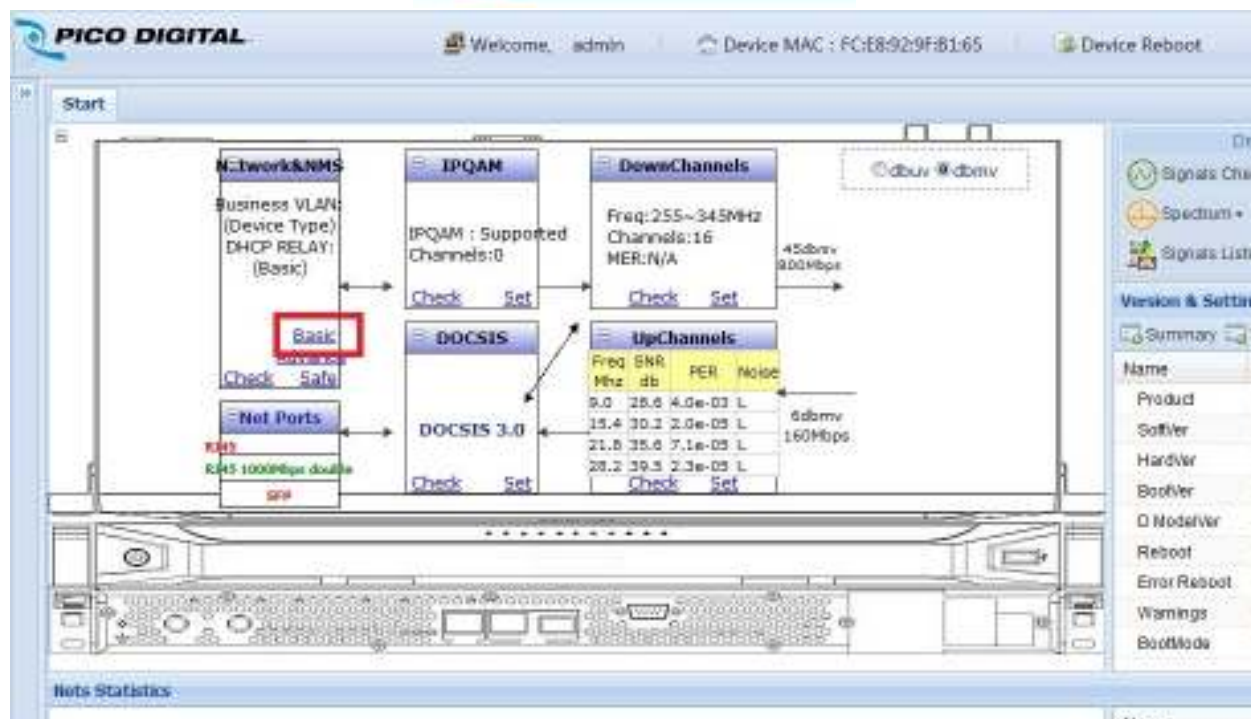 PICO DIGITAL
Welcome, admin
Device MAC : FC:E8:92:9F:B1:65
Device Reboot
Start
Network&NMS
Business VLAN:
(Device Type)
DHCP RELAY:
(Basic)
Basic
Check Safe
Net Ports
RJ45
RJ45 1000Mbps double
SFP
IPQAM
IPQAM : Supported
Channels:0
Check Set
DOCSIS
DOCSIS 3.0
Check Set
DownChannels
Freq:255~345MHz
Channels:16
MER:N/A
Check Set
UpChannels
Freq Mhz SNR db PER Noise
9.0 28.6 4.0e-03 L
15.4 30.2 2.0e-05 L
21.8 35.6 7.1e-05 L
28.2 39.5 2.3e-05 L
Check Set
dbuv dbmv
45dbmv
800Mbps
6dbmv
160Mbps
Signals Che
Spectrum
Signals List
Version & Settin
Summary
Name
Product
SoftVer
HardVer
BootVer
D ModelVer
Reboot
Error Reboot
Warnings
BootMode
Nets Statistics